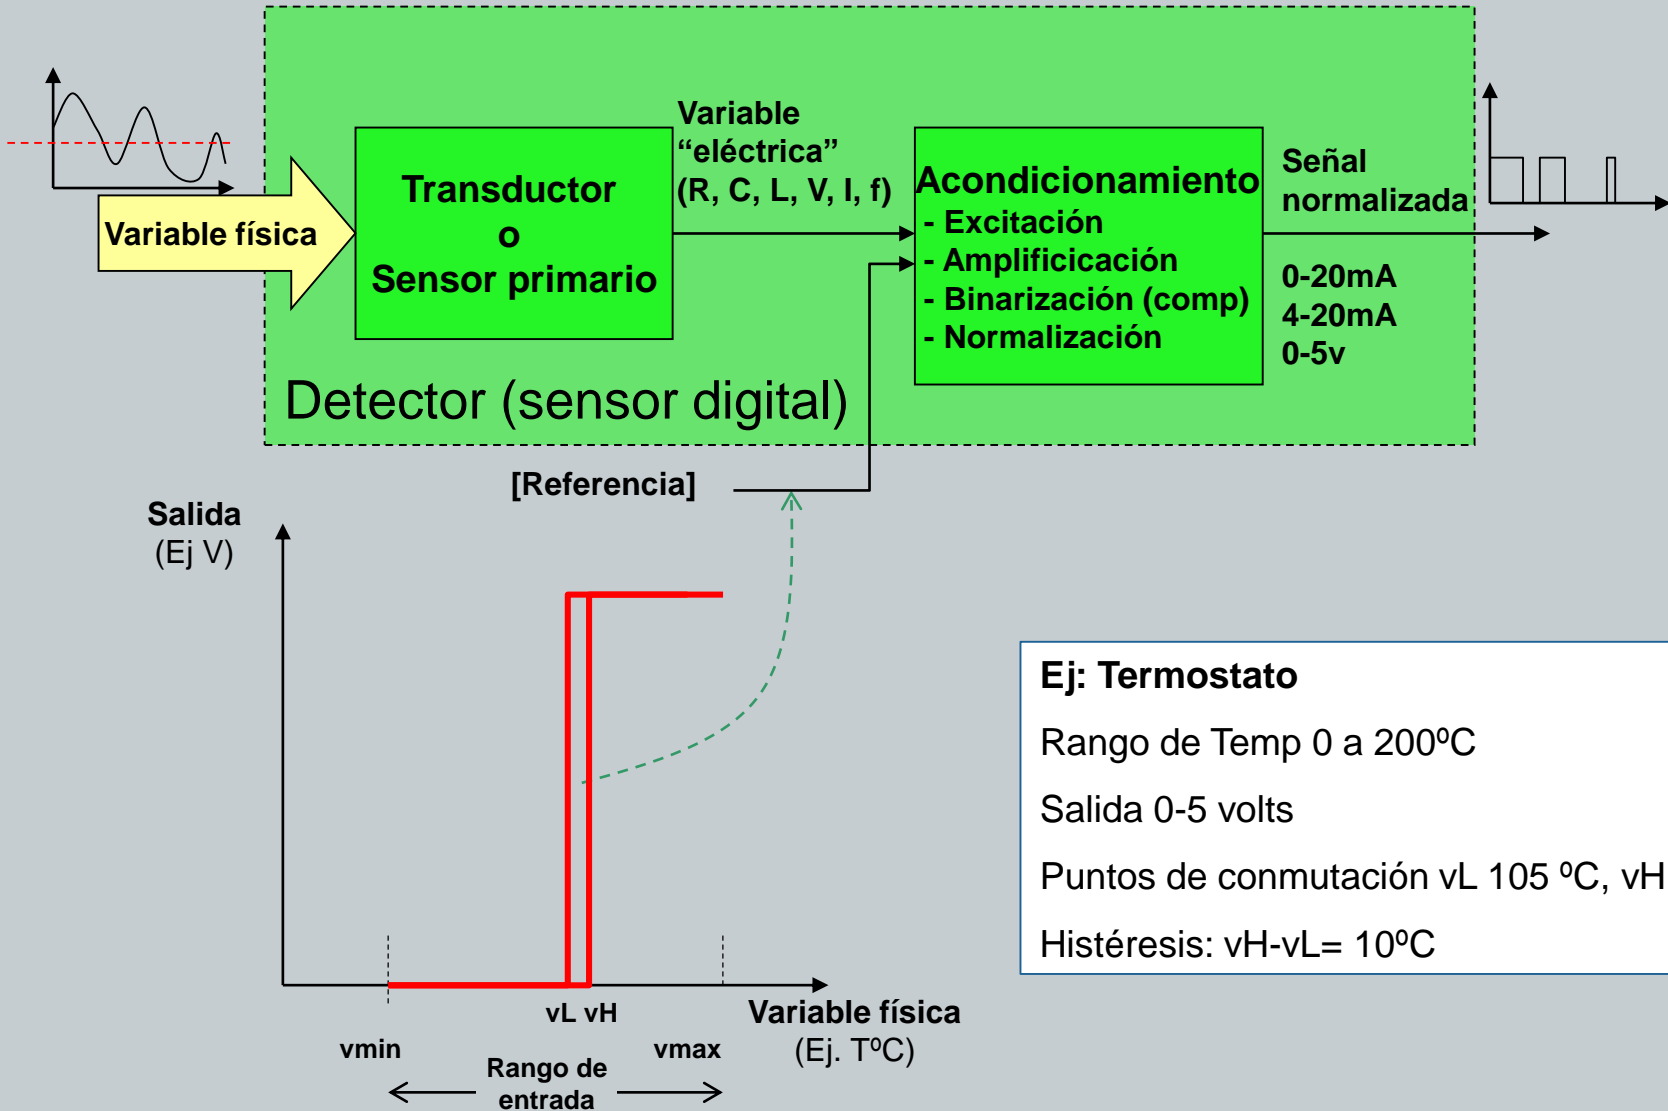 Variable física
Transductor
o
Sensor primario
Variable
“eléctrica”
(R, C, L, V, I, f)
Acondicionamiento
- Excitación
- Amplificicación
- Binarización (comp)
- Normalización
Señal
normalizada
0-20mA
4-20mA
0-5v
Detector (sensor digital)
[Referencia]
Salida
(Ej V)
vL vH
Variable física
(Ej. TºC)
vmin
vmax
Rango de
entrada
Ej: Termostato
Rango de Temp 0 a 200ºC
Salida 0-5 volts
Puntos de conmutación vL 105 ºC, vH
Histéresis: vH-vL= 10ºC